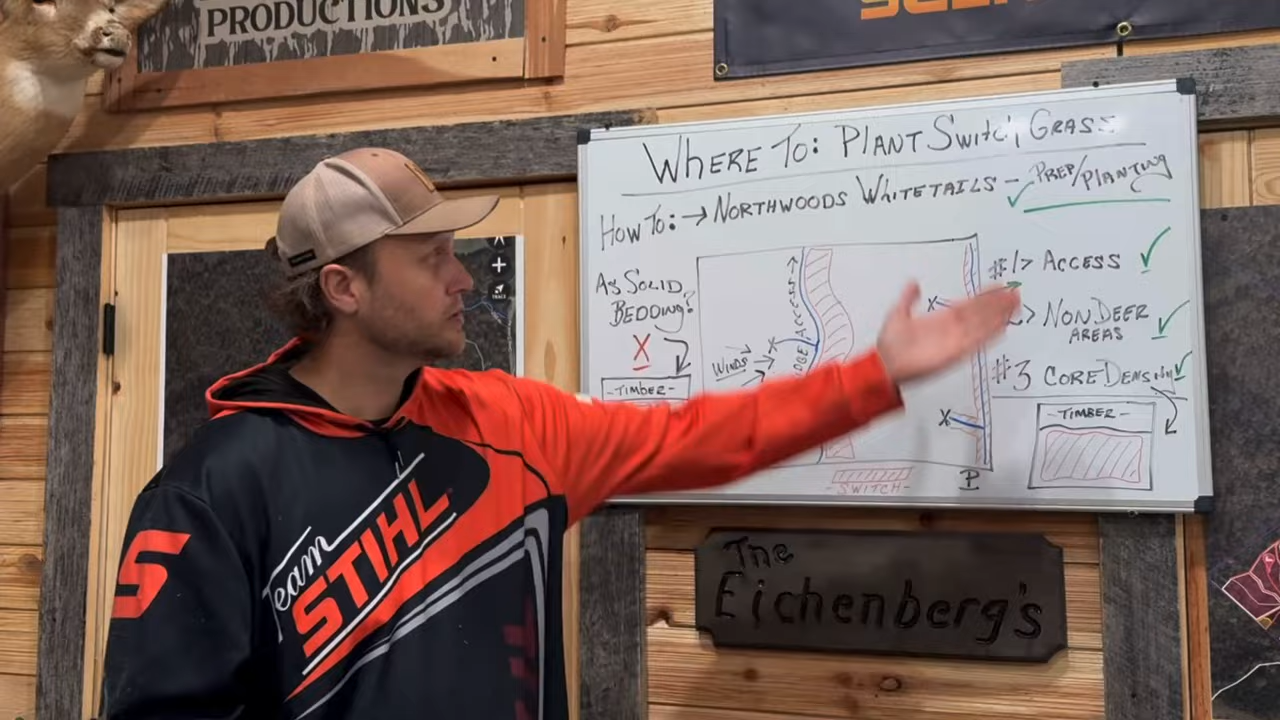 PRODUCTIONS
WHERE TO: PLANT SWITCH GRASS
HOW TO: → NORTHWOODS WHITETAILS - PREP/PLANTING
AS SOLID
BEDDING?
X
-TIMBER-
WINDS
X
ACCESS
X
X
SWITCH
P
#1> ACCESS
2> NON DEER
AREAS
#3 CORE DENSITY
-TIMBER-
TRACK
Team
STIHL
S
The
Eichenberg's